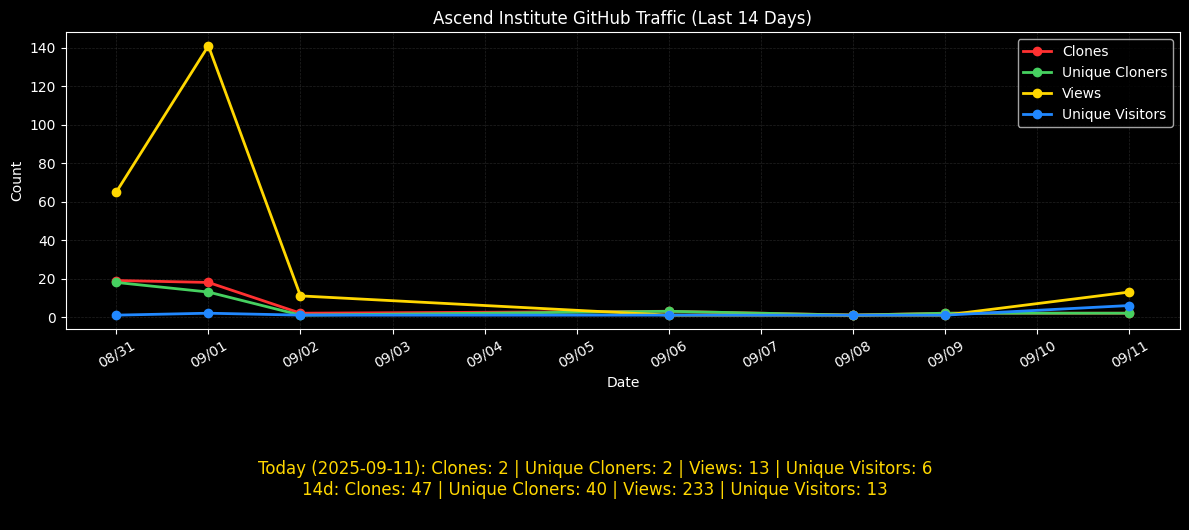 Ascend Institute GitHub Traffic (Last 14 Days)
Clones
Unique Cloners
Views
Unique Visitors
Count
140
120
100
80
60
40
20
0
08/31 09/01 09/02 09/03 09/04 09/05 09/06 09/07 09/08 09/09 09/10 09/11
Date
Today (2025-09-11): Clones: 2 | Unique Cloners: 2 | Views: 13 | Unique Visitors: 6
14d: Clones: 47 | Unique Cloners: 40 | Views: 233 | Unique Visitors: 13